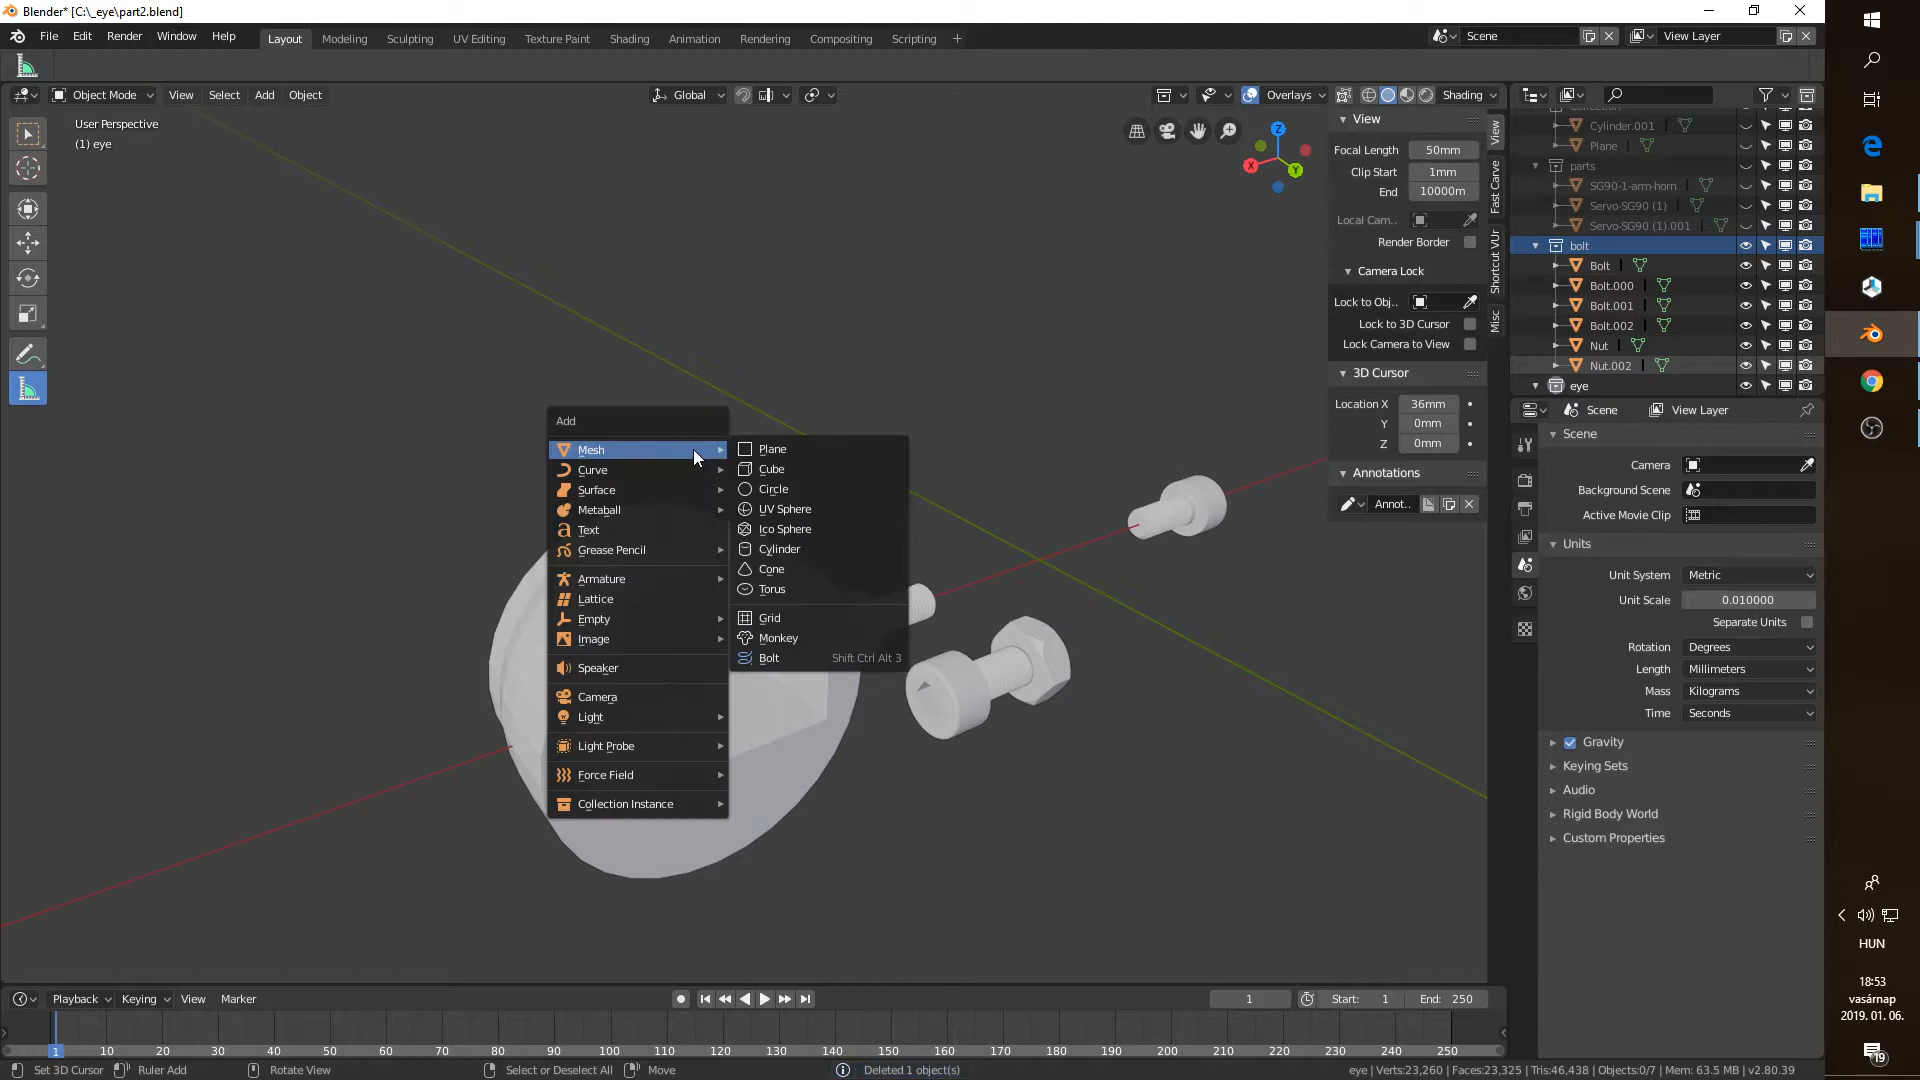 Blender* [C:\_eye\part2.blend]
File Edit Render Window Help Layout Modeling Sculpting UV Editing Texture Paint Shading Animation Rendering Compositing Scripting + Scene View Layer
Object Mode View Select Add Object Global Overlays Shading
User Perspective
(1) eye
View
Focal Length 50mm
Clip Start 1mm
End 10000m
Local Cam..
Render Border
Camera Lock
Lock to Obj..
Lock to 3D Cursor
Lock Camera to View
3D Cursor
Location X 36mm
Y 0mm
Z 0mm
Annotations
Annot..
View
Fast Carve
Shortcut VUr
Misc
X
Y
Z
Cylinder.001
Plane
parts
SG90-1-arm-horn
Servo-SG90 (1)
Servo-SG90 (1).001
bolt
Bolt
Bolt.000
Bolt.001
Bolt.002
Nut
Nut.002
eye
Scene View Layer
Scene
Camera
Background Scene
Active Movie Clip
Units
Unit System Metric
Unit Scale 0.010000
Separate Units
Rotation Degrees
Length Millimeters
Mass Kilograms
Time Seconds
Gravity
Keying Sets
Audio
Rigid Body World
Custom Properties
Add
Mesh
Curve
Surface
Metaball
Text
Grease Pencil
Armature
Lattice
Empty
Image
Speaker
Camera
Light
Light Probe
Force Field
Collection Instance
Plane
Cube
Circle
UV Sphere
Ico Sphere
Cylinder
Cone
Torus
Grid
Monkey
Bolt Shift Ctrl Alt 3
Playback Keying View Marker 1 Start: 1 End: 250
1 10 20 30 40 50 60 70 80 90 100 110 120 130 140 150 160 170 180 190 200 210 220 230 240 250
Set 3D Cursor Ruler Add Rotate View Select or Deselect All Move Deleted 1 object(s) eye | Verts:23,260 | Faces:23,325 | Tris:46,438 | Objects:0/7 | Mem: 63.5 MB | v2.80.39
HUN
18:53
vasárnap
2019. 01. 06.
19